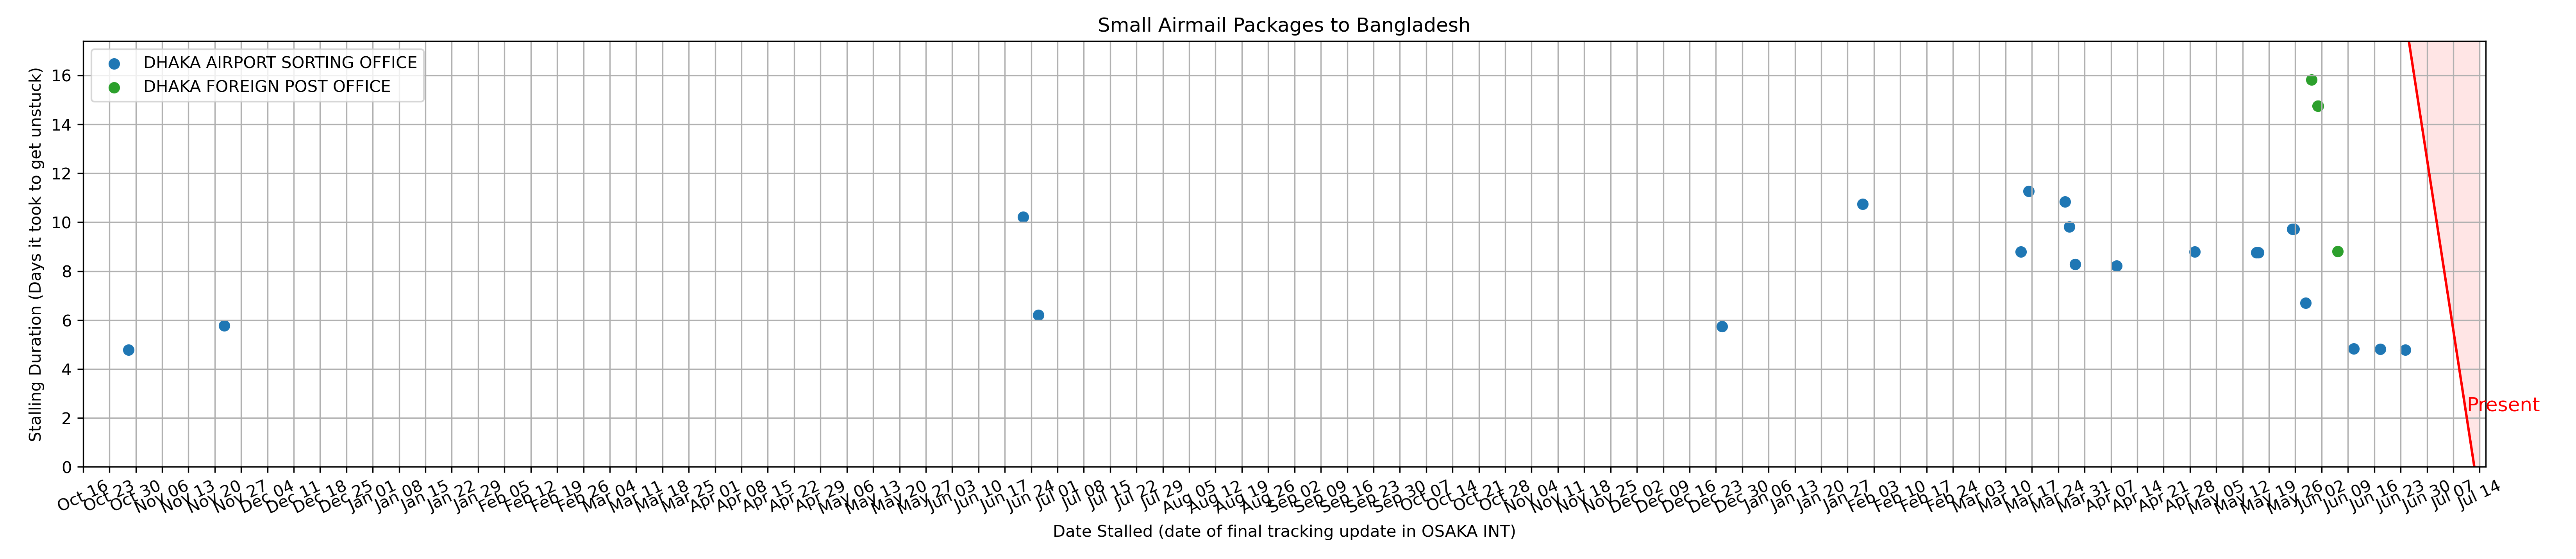 Small Airmail Packages to Bangladesh
DHAKA AIRPORT SORTING OFFICE
DHAKA FOREIGN POST OFFICE
Stalling Duration (Days it took to get unstuck)
16
14
12
10
8
6
4
2
0
Present
Oct 16
Oct 23
Oct 30
Nov 06
Nov 13
Nov 20
Nov 27
Dec 04
Dec 11
Dec 18
Dec 25
Jan 01
Jan 08
Jan 15
Jan 22
Jan 29
Feb 05
Feb 12
Feb 19
Feb 26
Mar 04
Mar 11
Mar 18
Mar 25
Apr 01
Apr 08
Apr 15
Apr 22
Apr 29
May 06
May 13
May 20
May 27
Jun 03
Jun 10
Jun 17
Jun 24
Jul 01
Jul 08
Jul 15
Jul 22
Jul 29
Aug 05
Aug 12
Aug 19
Aug 26
Sep 02
Sep 09
Sep 16
Sep 23
Sep 30
Oct 07
Oct 14
Oct 21
Oct 28
Nov 04
Nov 11
Nov 18
Nov 25
Dec 02
Dec 09
Dec 16
Dec 23
Dec 30
Jan 06
Jan 13
Jan 20
Jan 27
Feb 03
Feb 10
Feb 17
Feb 24
Mar 03
Mar 10
Mar 17
Mar 24
Mar 31
Apr 07
Apr 14
Apr 21
Apr 28
May 05
May 12
May 19
May 26
Jun 02
Jun 09
Jun 16
Jun 23
Jun 30
Jul 07
Jul 14
Date Stalled (date of final tracking update in OSAKA INT)